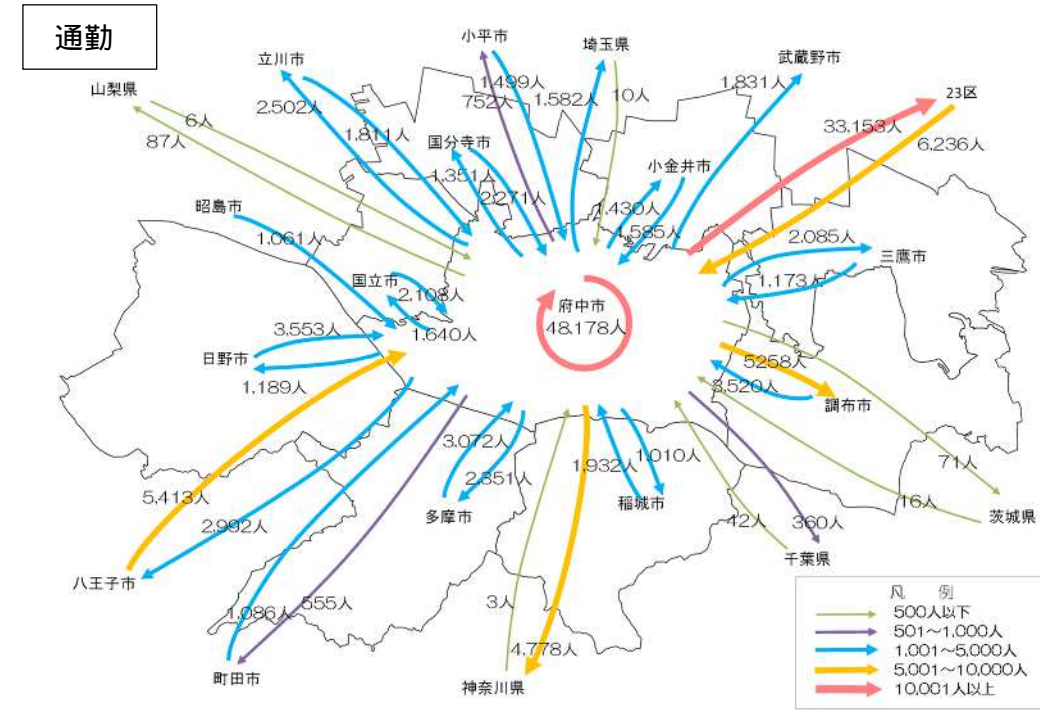 通勤
小平市
埼玉県
立川市
武蔵野市
山梨県
23区
1,499人
752人
1,582人
10人
1,831人
2,502人
6人
87人
1,811人
国分寺市
33,153人
6,236人
1,351人
小金井市
2,271人
昭島市
1,430人
1,585人
1,061人
2,085人
三鷹市
1,173人
国立市
2,108人
府中市
48,178人
3,553人
1,640人
日野市
1,189人
5258人
3,520人
調布市
3,072人
2,351人
1,932人
1,010人
71人
5,413人
2,992人
多摩市
稲城市
16人
茨城県
42人
360人
千葉県
八王子市
1,086人
555人
3人
4,778人
町田市
神奈川県
凡 例
500人以下
501~1,000人
1,001~5,000人
5,001~10,000人
10,001人以上